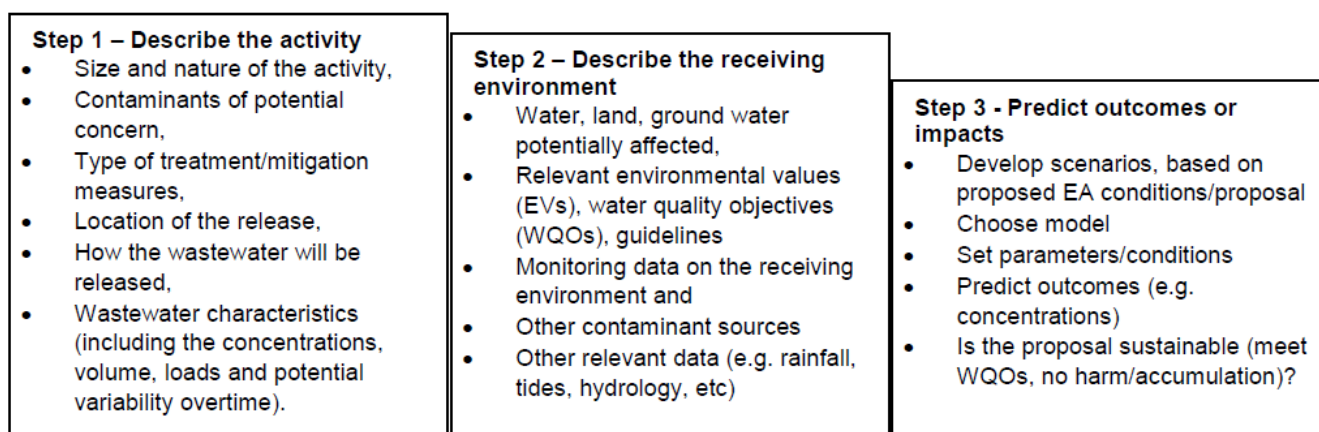 Step 1 – Describe the activity
• Size and nature of the activity,
• Contaminants of potential
concern,
• Type of treatment/mitigation
measures,
• Location of the release,
• How the wastewater will be
released,
• Wastewater characteristics
(including the concentrations,
volume, loads and potential
variability overtime).
Step 2 – Describe the receiving
environment
• Water, land, ground water
potentially affected,
• Relevant environmental values
(EVs), water quality objectives
(WQOs), guidelines
• Monitoring data on the receiving
environment and
• Other contaminant sources
• Other relevant data (e.g. rainfall,
tides, hydrology, etc)
Step 3 - Predict outcomes or
impacts
• Develop scenarios, based on
proposed EA conditions/proposal
• Choose model
• Set parameters/conditions
• Predict outcomes (e.g.
concentrations)
• Is the proposal sustainable (meet
WQOs, no harm/accumulation)?